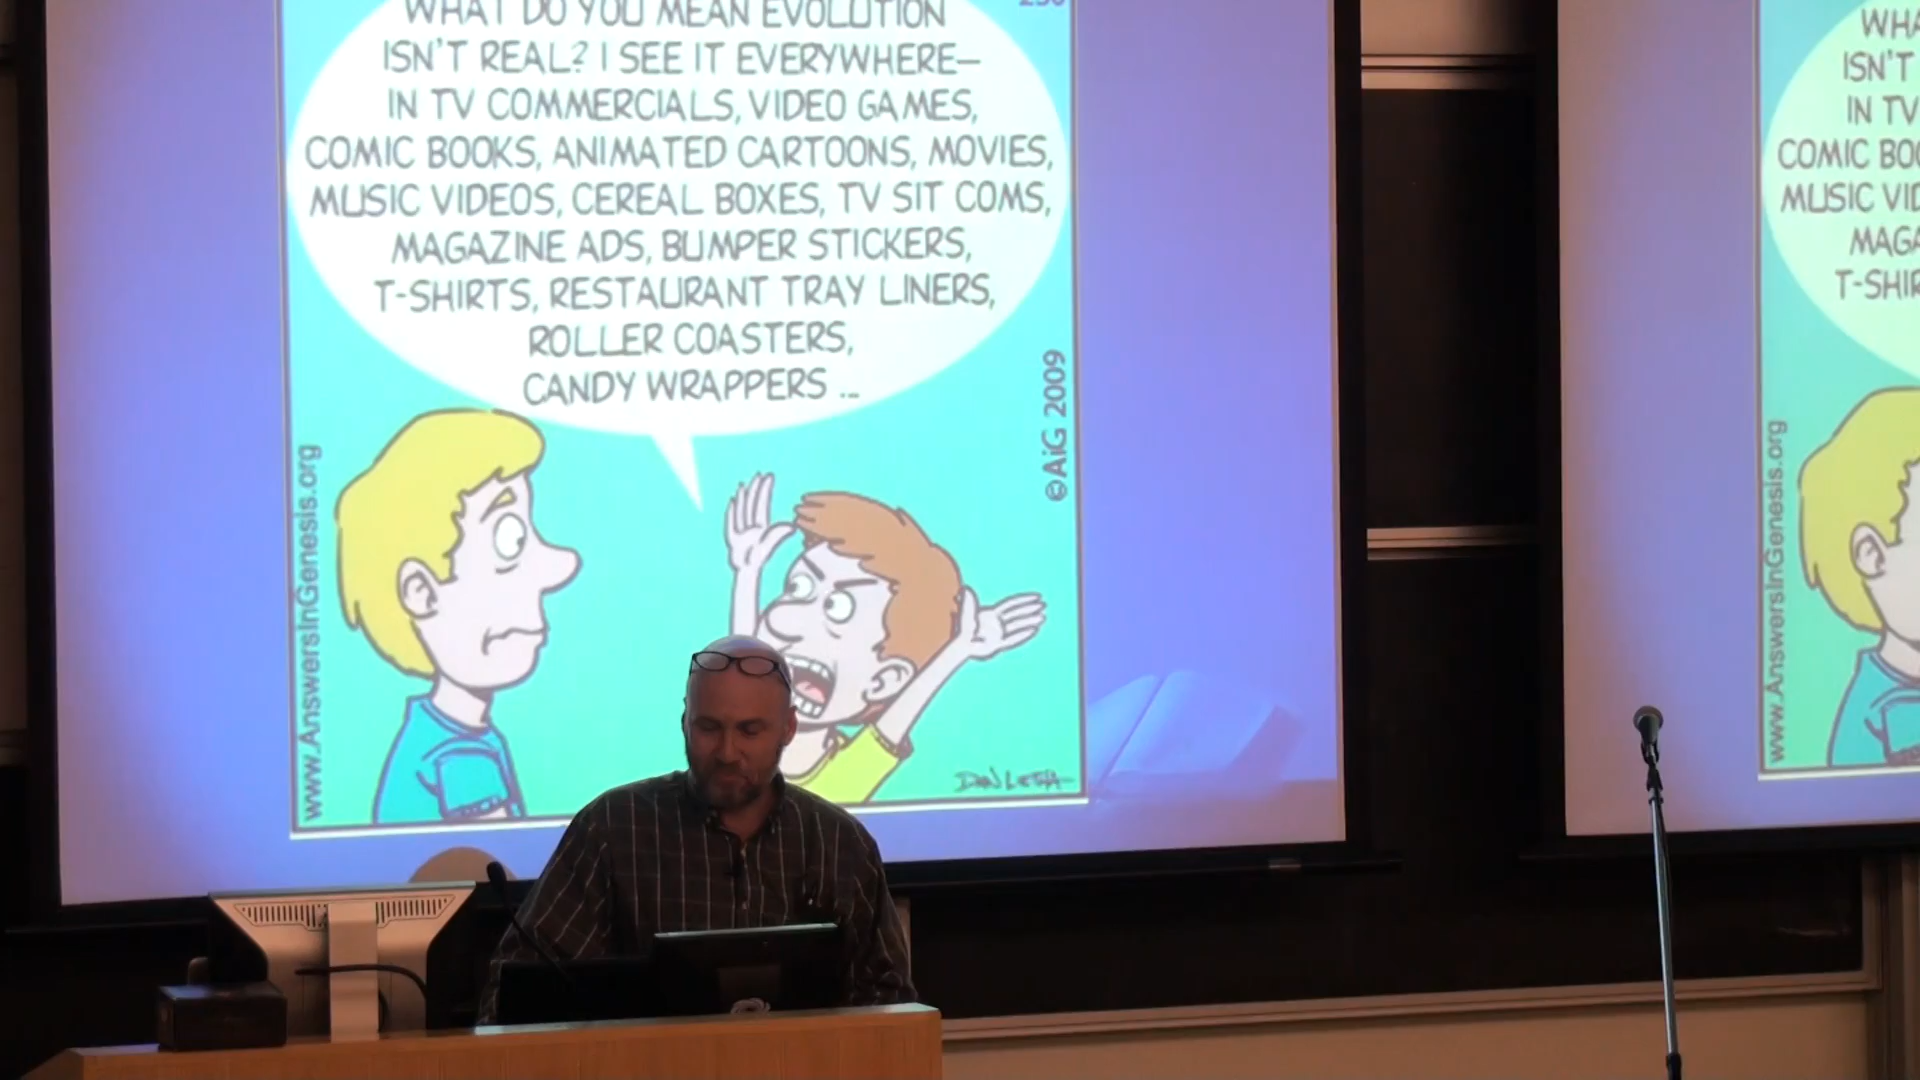 WHAT DO YOU MEAN EVOLUTION
ISN'T REAL? I SEE IT EVERYWHERE—
IN TV COMMERCIALS, VIDEO GAMES,
COMIC BOOKS, ANIMATED CARTOONS, MOVIES,
MUSIC VIDEOS, CEREAL BOXES, TV SIT COMS,
MAGAZINE ADS, BUMPER STICKERS,
T-SHIRTS, RESTAURANT TRAY LINERS,
ROLLER COASTERS,
CANDY WRAPPERS ...
www.AnswersInGenesis.org
©AiG 2009
DAN LIETHA
WHA
ISN'T
IN TV
COMIC BOO
MUSIC VID
MAGA
T-SHIR
www.AnswersInGenesis.org